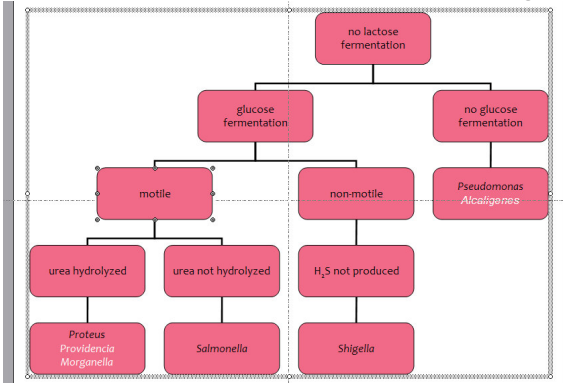 no lactose
fermentation
glucose
fermentation
no glucose
fermentation
motile
non-motile
Pseudomonas
Alcaligenes
urea hydrolyzed
urea not hydrolyzed
H₂S not produced
Proteus
Providencia
Morganella
Salmonella
Shigella